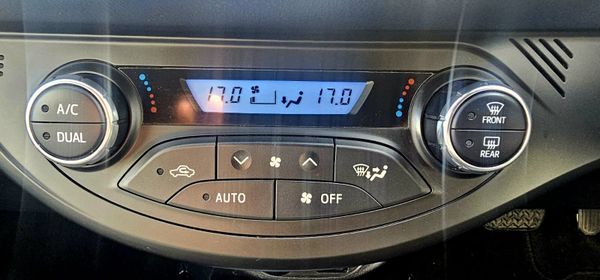 17.0 17.0
A/C
DUAL
FRONT
REAR
AUTO
OFF